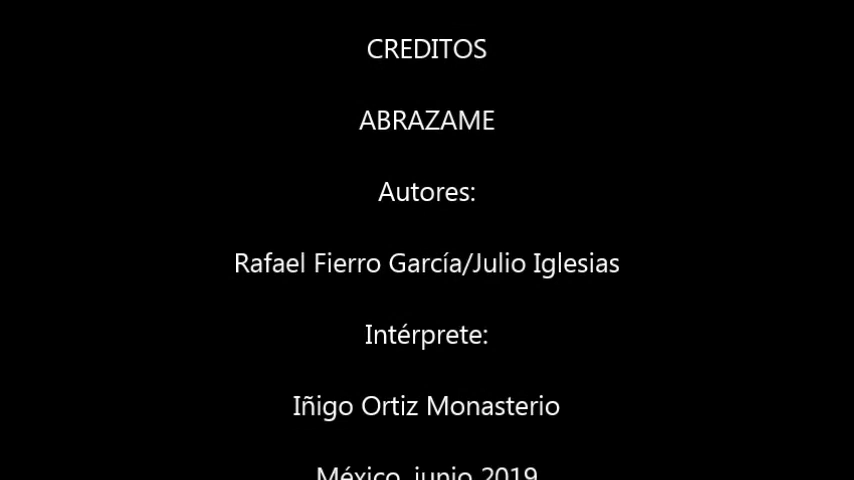 CREDITOS
ABRAZAME
Autores:
Rafael Fierro García/Julio Iglesias
Intérprete:
Iñigo Ortiz Monasterio
México, junio 2019